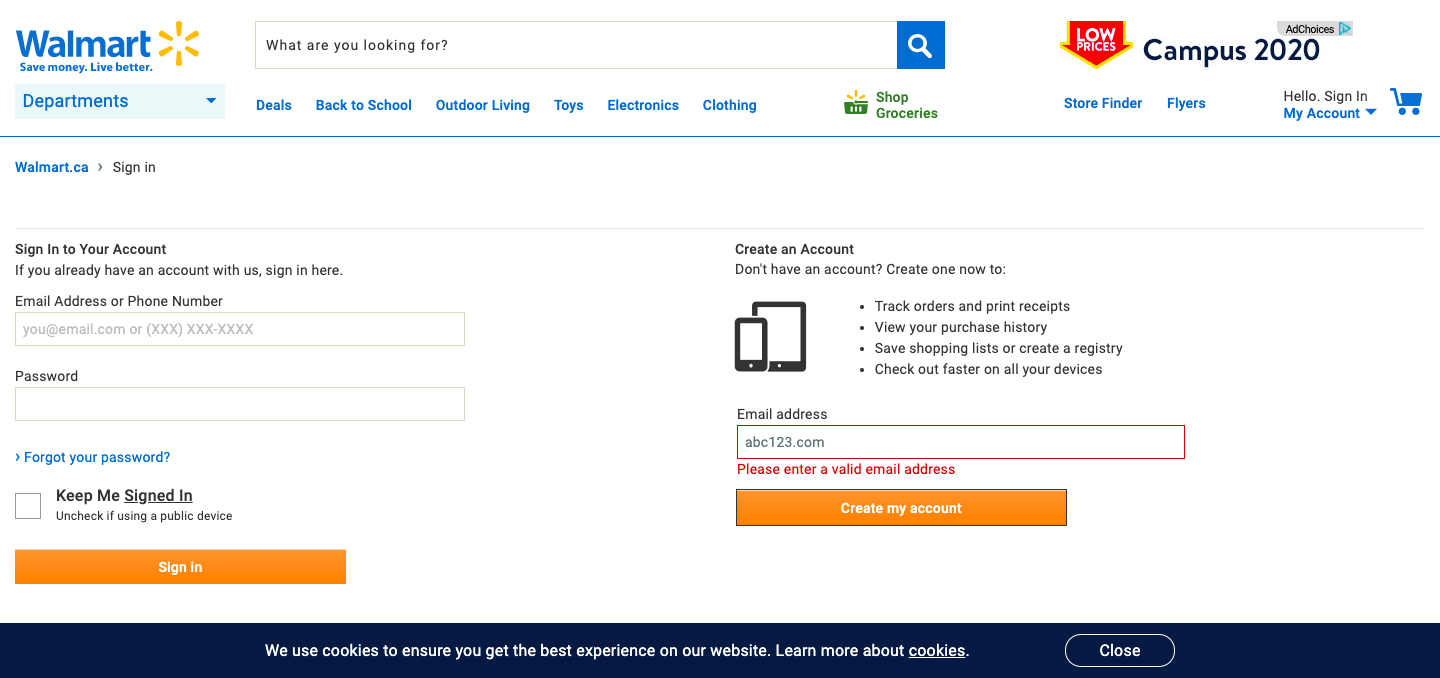 Walmart
Save money. Live better.
What are you looking for?
LOW
PRICES
Campus 2020
AdChoices
Departments
Deals
Back to School
Outdoor Living
Toys
Electronics
Clothing
Shop
Groceries
Store Finder
Flyers
Hello. Sign In
My Account
Walmart.ca › Sign in
Sign In to Your Account
If you already have an account with us, sign in here.
Email Address or Phone Number
you@email.com or (XXX) XXX-XXXX
Password
› Forgot your password?
Keep Me Signed In
Uncheck if using a public device
Sign in
Create an Account
Don't have an account? Create one now to:
• Track orders and print receipts
• View your purchase history
• Save shopping lists or create a registry
• Check out faster on all your devices
Email address
abc123.com
Please enter a valid email address
Create my account
We use cookies to ensure you get the best experience on our website. Learn more about cookies.
Close